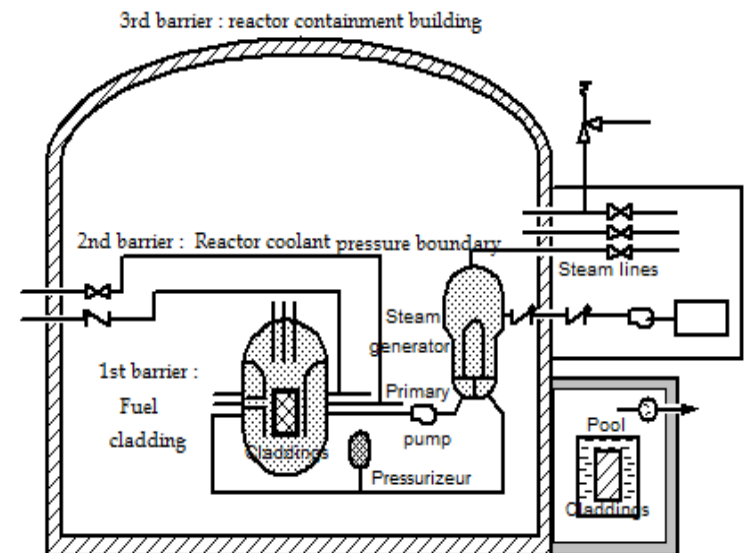 3rd barrier : reactor containment building
2nd barrier : Reactor coolant pressure boundary
Steam lines
Steam
generator
1st barrier :
Fuel
cladding
Primary
pump
Claddings
Pressurizeur
Pool
Claddings